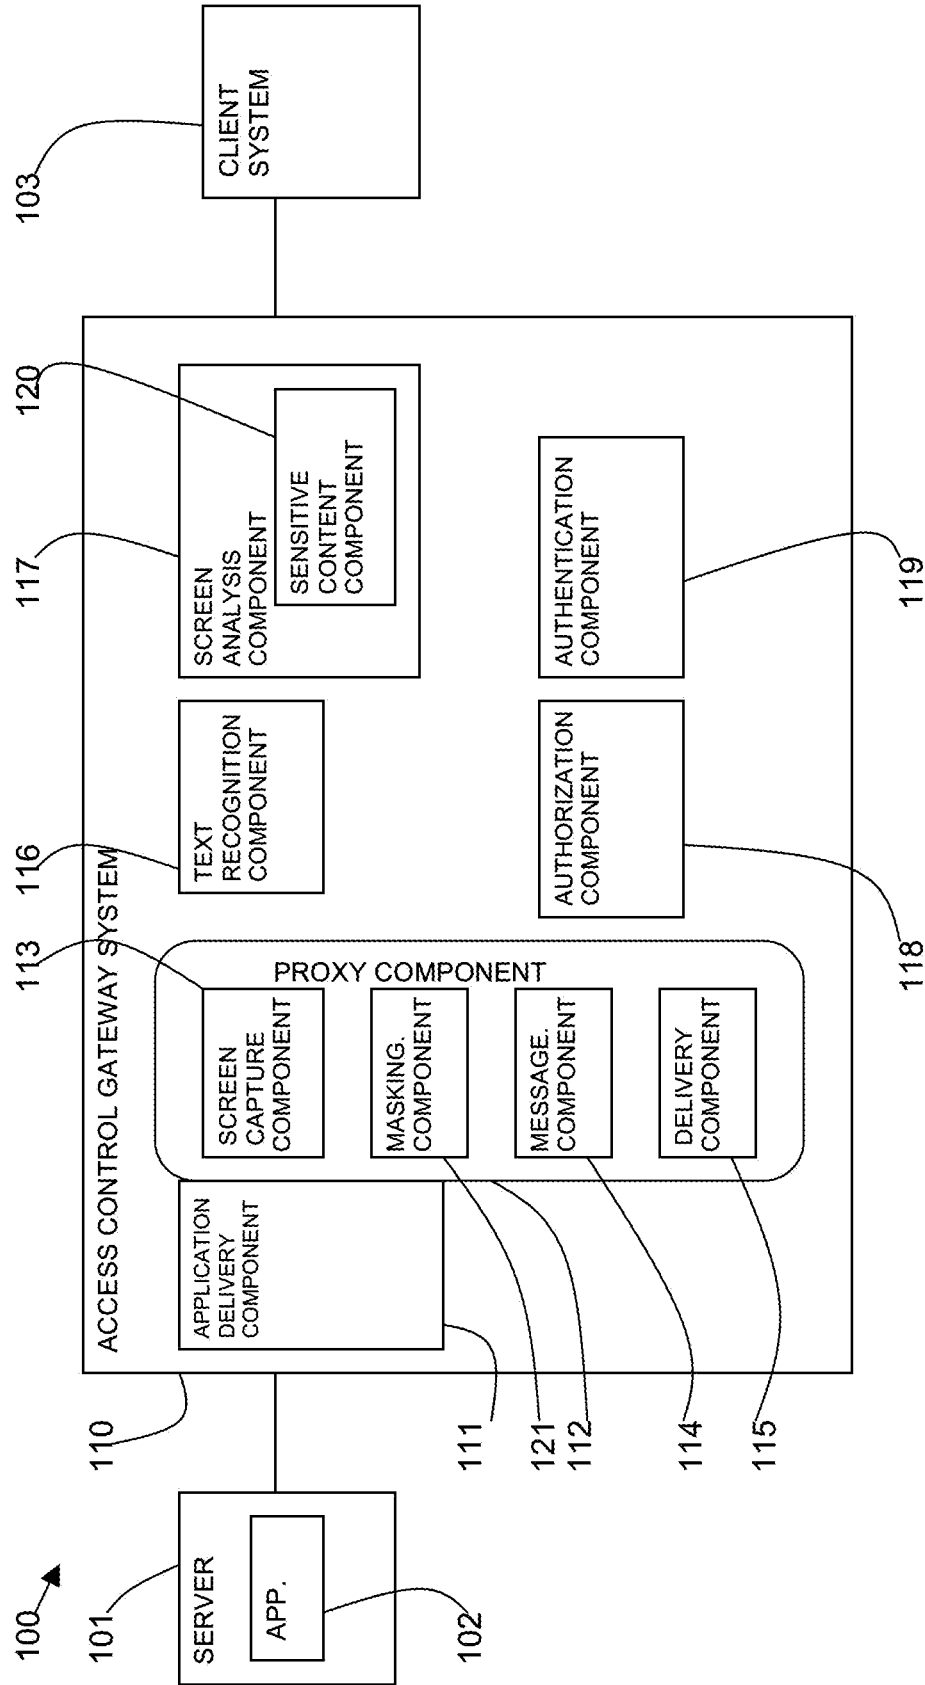 100
101
SERVER
APP.
102
110
ACCESS CONTROL GATEWAY SYSTEM
APPLICATION
DELIVERY
COMPONENT
111
PROXY COMPONENT
113
SCREEN
CAPTURE
COMPONENT
MASKING.
COMPONENT
MESSAGE.
COMPONENT
DELIVERY
COMPONENT
121
112
114
115
116
TEXT
RECOGNITION
COMPONENT
117
SCREEN
ANALYSIS
COMPONENT
120
SENSITIVE
CONTENT
COMPONENT
AUTHORIZATION
COMPONENT
118
AUTHENTICATION
COMPONENT
119
103
CLIENT
SYSTEM